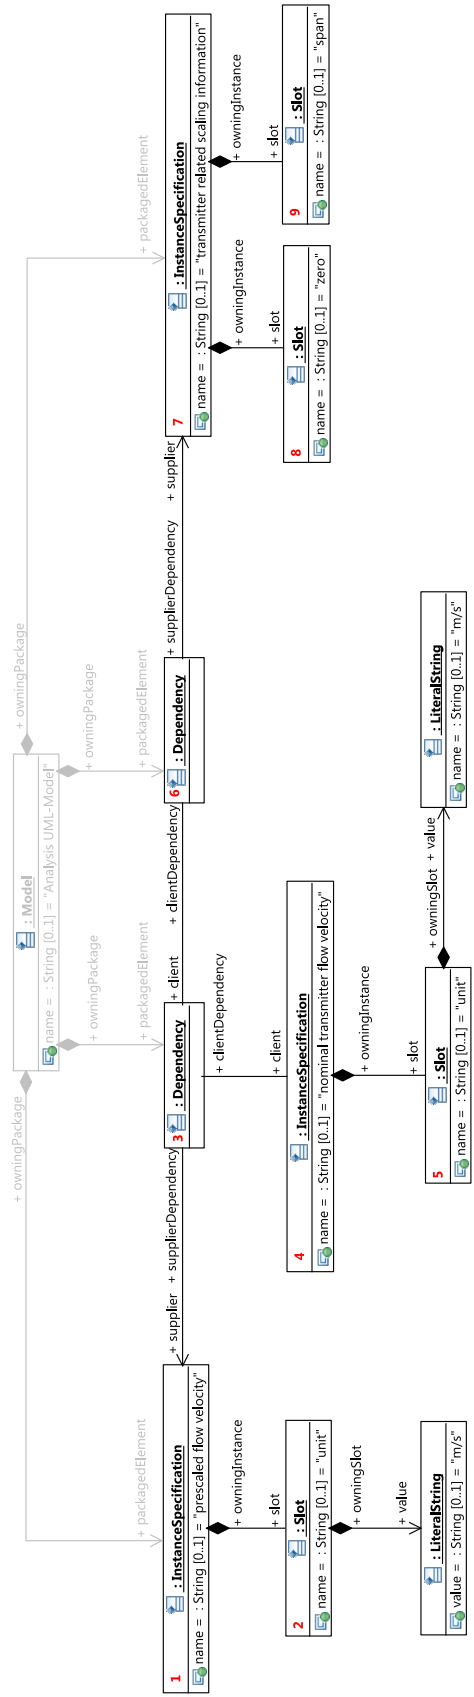 : Model
name = : String [0..1] = "Analysis UML-Model"
+ owningPackage
+ owningPackage
+ owningPackage
+ owningPackage
+ packagedElement
+ packagedElement
+ packagedElement
+ packagedElement
1
: InstanceSpecification
name = : String [0..1] = "prescaled flow velocity"
+ supplier
+ supplierDependency
3
: Dependency
+ client
+ clientDependency
6
: Dependency
+ supplierDependency
+ supplier
7
: InstanceSpecification
name = : String [0..1] = "transmitter related scaling information"
+ owningInstance
+ slot
2
: Slot
name = : String [0..1] = "unit"
+ owningSlot
+ value
: LiteralString
value = : String [0..1] = "m/s"
+ clientDependency
+ client
4
: InstanceSpecification
name = : String [0..1] = "nominal transmitter flow velocity"
+ owningInstance
+ slot
5
: Slot
name = : String [0..1] = "unit"
+ owningSlot
+ value
: LiteralString
name = : String [0..1] = "m/s"
+ owningInstance
+ slot
8
: Slot
name = : String [0..1] = "zero"
+ owningInstance
+ slot
9
: Slot
name = : String [0..1] = "span"